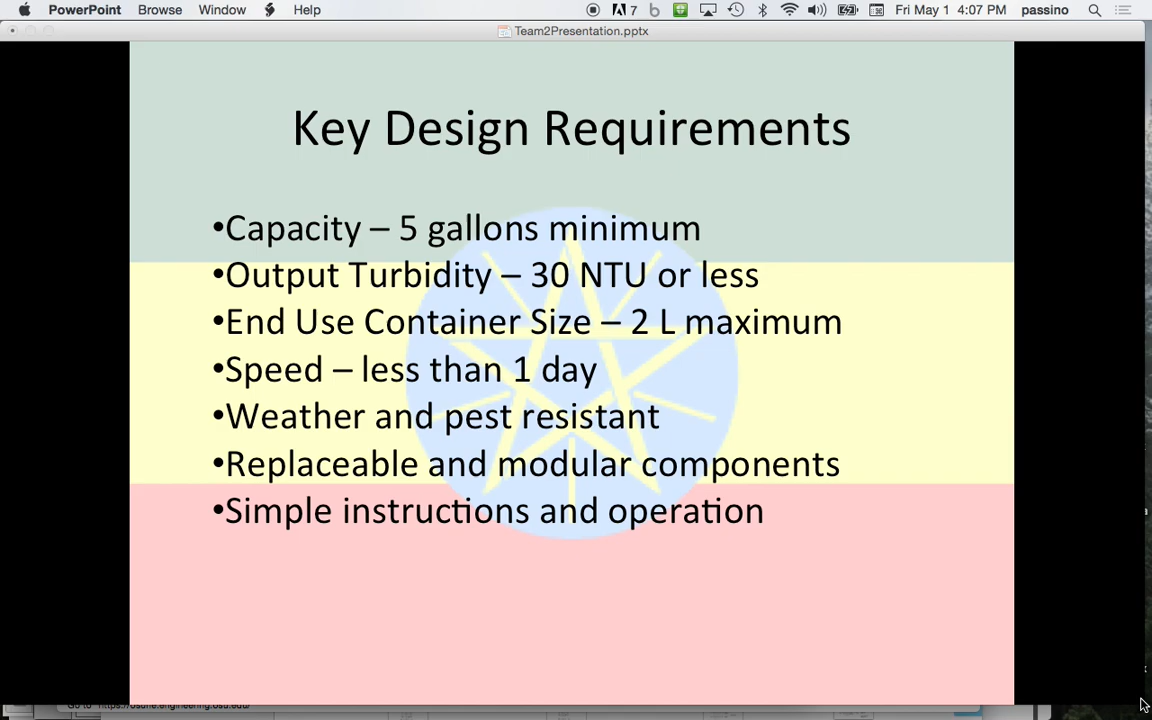 PowerPoint Browse Window Help 7 Fri May 1 4:07 PM passino
Team2Presentation.pptx
Key Design Requirements
•Capacity – 5 gallons minimum
•Output Turbidity – 30 NTU or less
•End Use Container Size – 2 L maximum
•Speed – less than 1 day
•Weather and pest resistant
•Replaceable and modular components
•Simple instructions and operation